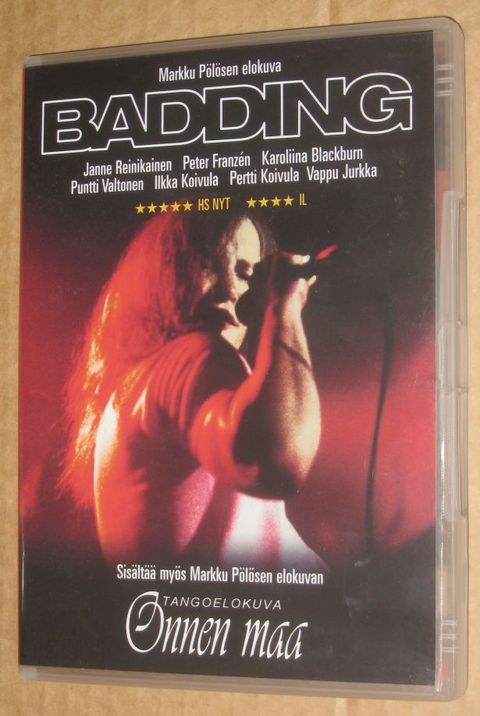 Markku Pölösen elokuva
BADDING
Janne Reinikainen Peter Franzén Karoliina Blackburn
Puntti Valtonen Ilkka Koivula Pertti Koivula Vappu Jurkka
★★★★★ HS NYT ★★★★ IL
Sisältää myös Markku Pölösen elokuvan
TANGOELOKUVA
Onnen maa